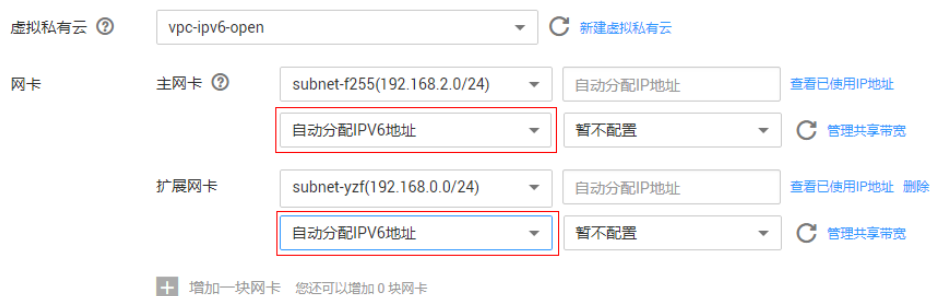 虚拟私有云 ? vpc-ipv6-open 新建虚拟私有云
网卡 主网卡 ? subnet-f255(192.168.2.0/24) 自动分配IP地址 查看已使用IP地址
自动分配IPV6地址 暂不配置 管理共享带宽
扩展网卡 subnet-yzf(192.168.0.0/24) 自动分配IP地址 查看已使用IP地址 删除
自动分配IPV6地址 暂不配置 管理共享带宽
增加一块网卡 您还可以增加 0 块网卡